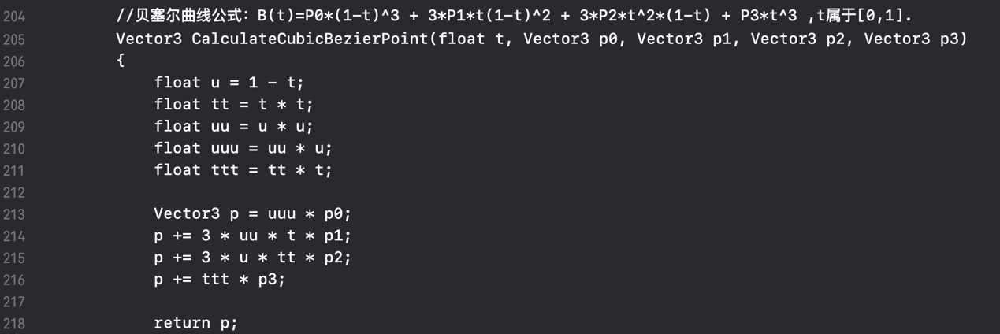 204 //贝塞尔曲线公式：B(t)=P0*(1-t)^3 + 3*P1*t(1-t)^2 + 3*P2*t^2*(1-t) + P3*t^3 ,t属于[0,1].
205 Vector3 CalculateCubicBezierPoint(float t, Vector3 p0, Vector3 p1, Vector3 p2, Vector3 p3)
206 {
207 float u = 1 - t;
208 float tt = t * t;
209 float uu = u * u;
210 float uuu = uu * u;
211 float ttt = tt * t;
212
213 Vector3 p = uuu * p0;
214 p += 3 * uu * t * p1;
215 p += 3 * u * tt * p2;
216 p += ttt * p3;
217
218 return p;